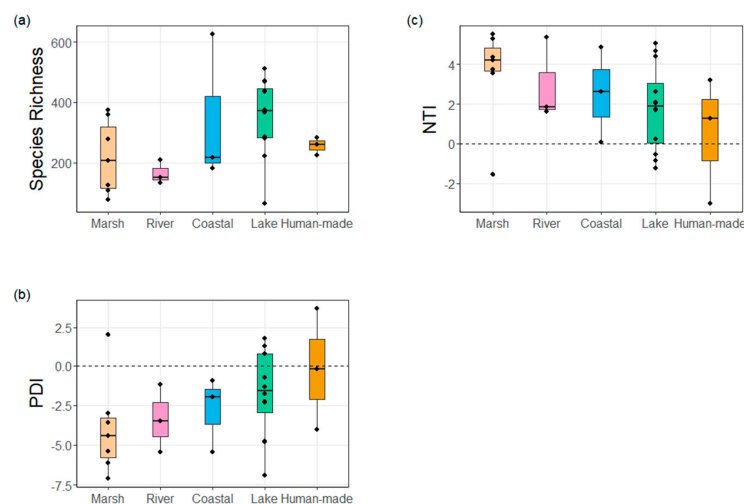 (a)
Species Richness
600
400
200
Marsh River Coastal Lake Human-made
(c)
NTI
4
2
0
-2
Marsh River Coastal Lake Human-made
(b)
PDI
2.5
0.0
-2.5
-5.0
-7.5
Marsh River Coastal Lake Human-made